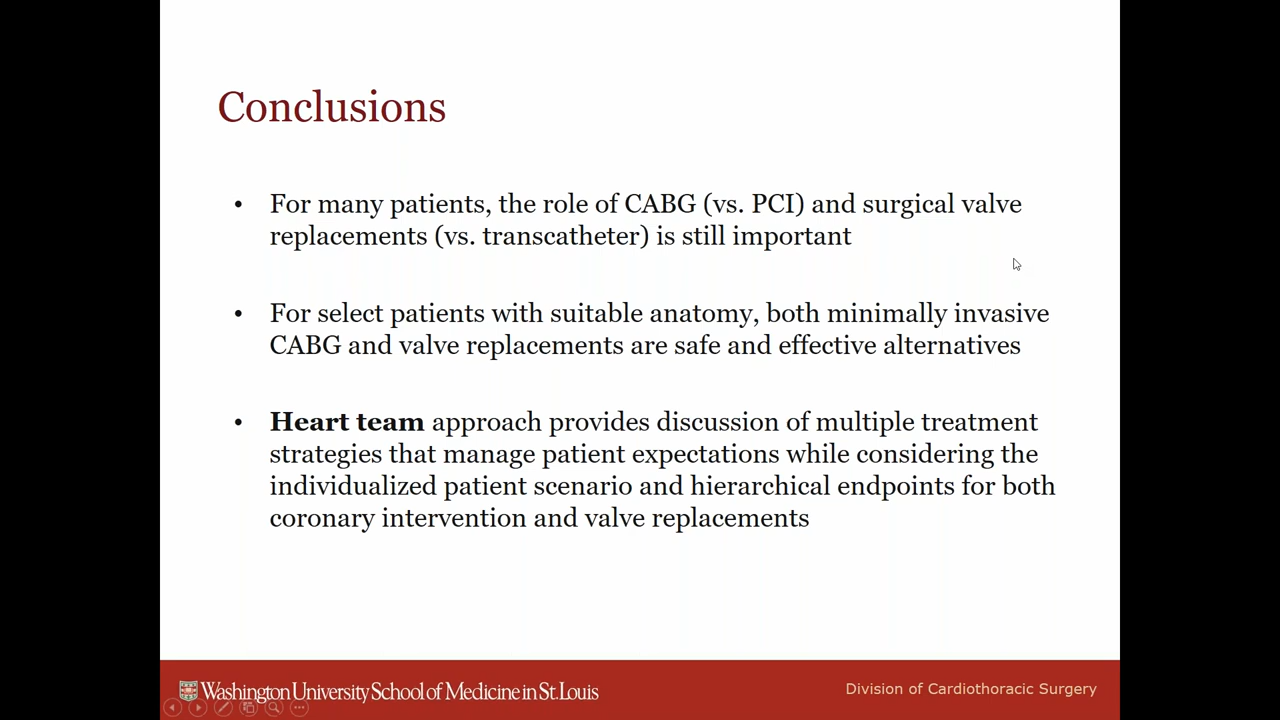 Conclusions
• For many patients, the role of CABG (vs. PCI) and surgical valve
replacements (vs. transcatheter) is still important
• For select patients with suitable anatomy, both minimally invasive
CABG and valve replacements are safe and effective alternatives
• Heart team approach provides discussion of multiple treatment
strategies that manage patient expectations while considering the
individualized patient scenario and hierarchical endpoints for both
coronary intervention and valve replacements
Washington University School of Medicine in St. Louis
Division of Cardiothoracic Surgery